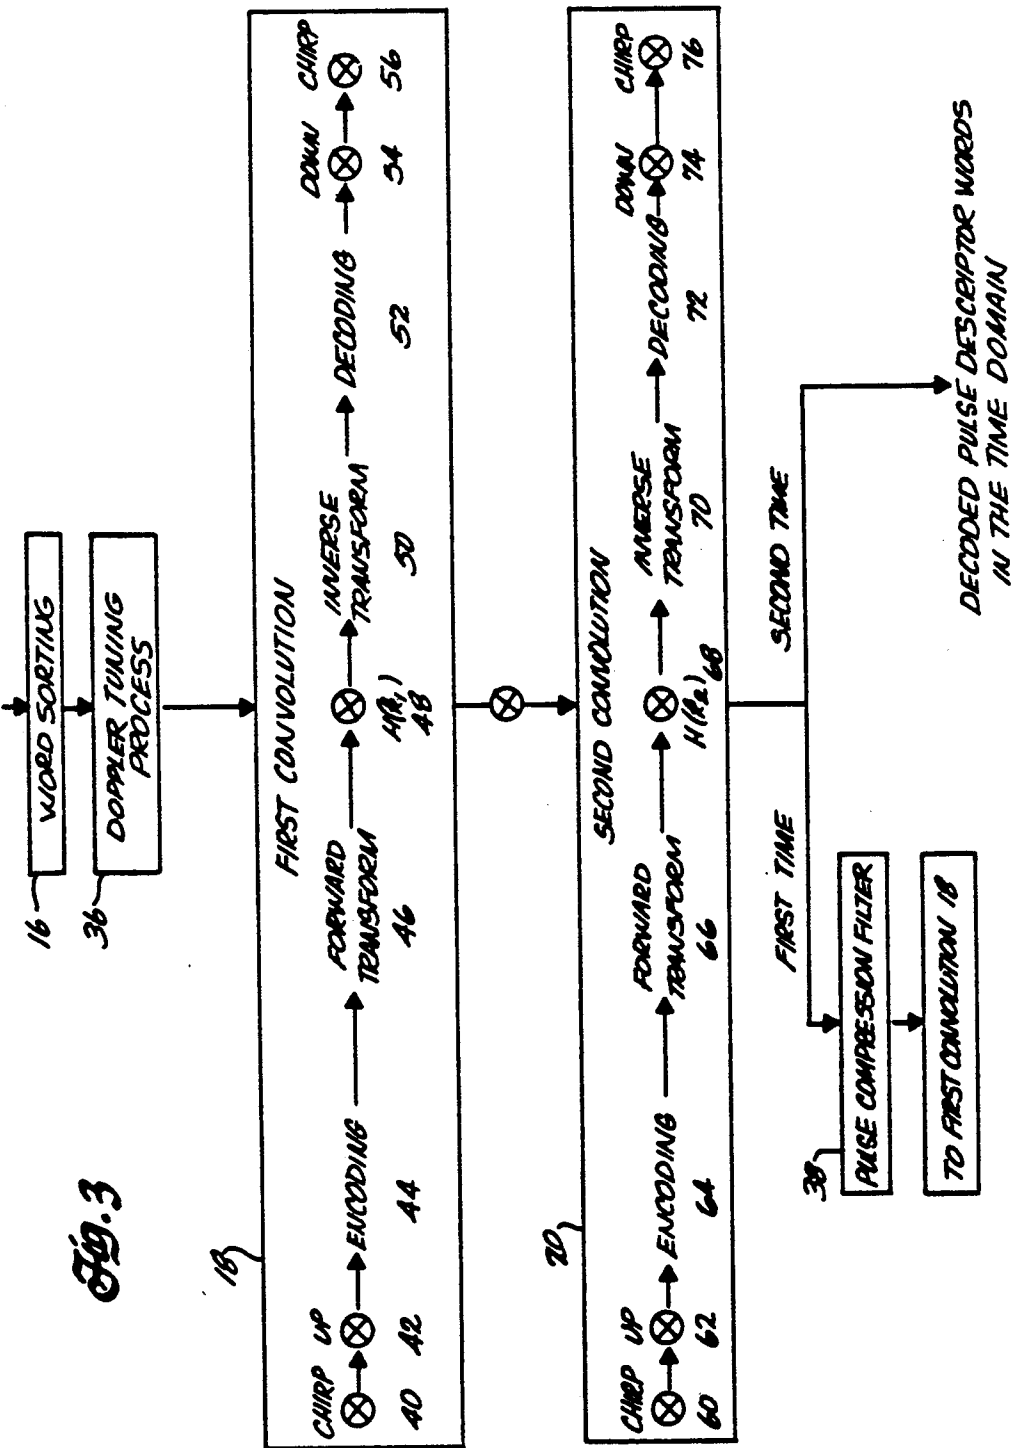 Fig. 3
16
WORD SORTING
36
DOPPLER TUNING
PROCESS
18
FIRST CONVOLUTION
CHIRP UP
40 42
ENCODING
44
FORWARD
TRANSFORM
46
H(R1)
48
INVERSE
TRANSFORM
50
DECODING
52
DOWN CHIRP
54 56
20
SECOND CONVOLUTION
CHIRP UP
60 62
ENCODING
64
FORWARD
TRANSFORM
66
H(R2)
68
INVERSE
TRANSFORM
70
DECODING
72
DOWN CHIRP
74 76
FIRST TIME
SECOND TIME
38
PULSE COMPRESSION FILTER
TO FIRST CONVOLUTION 18
DECODED PULSE DESCRIPTOR WORDS
IN THE TIME DOMAIN